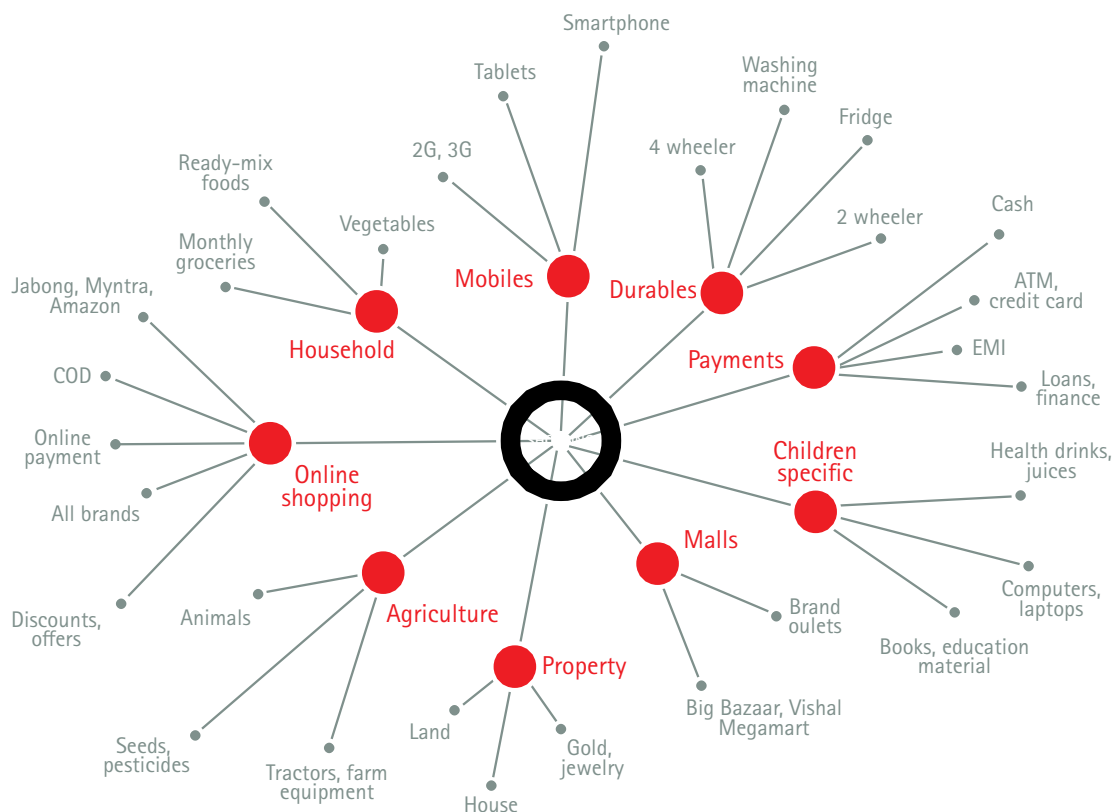 Smartphone
Tablets
Washing
machine
Fridge
2G, 3G
4 wheeler
Ready-mix
foods
Vegetables
Monthly
groceries
2 wheeler
Cash
Mobiles
Durables
Jabong, Myntra,
Amazon
ATM,
credit card
Household
Payments
EMI
COD
Loans,
finance
Online
payment
Online
shopping
Children
specific
Health drinks,
juices
All brands
Malls
Discounts,
offers
Animals
Agriculture
Brand
oulets
Computers,
laptops
Books, education
material
Property
Big Bazaar, Vishal
Megamart
Land
Gold,
jewelry
Seeds,
pesticides
Tractors, farm
equipment
House